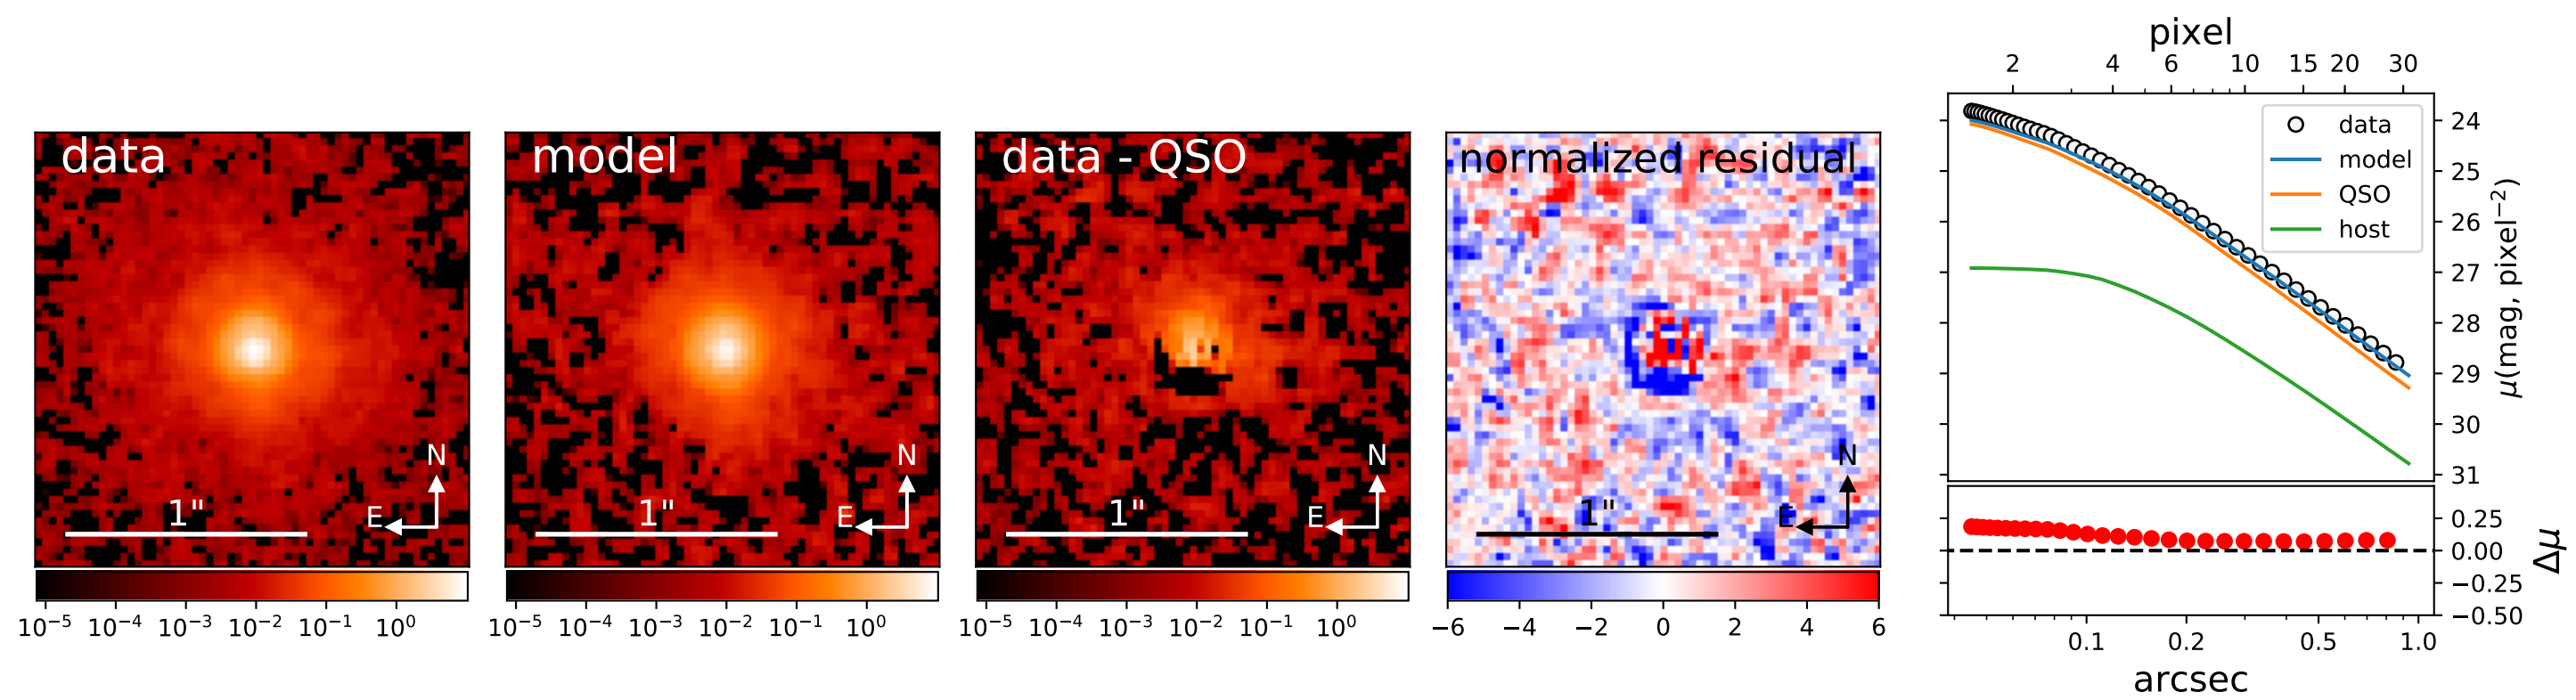 data
N
E
1"
10⁻⁵ 10⁻⁴ 10⁻³ 10⁻² 10⁻¹ 10⁰
model
N
E
1"
10⁻⁵ 10⁻⁴ 10⁻³ 10⁻² 10⁻¹ 10⁰
data - QSO
N
E
1"
10⁻⁵ 10⁻⁴ 10⁻³ 10⁻² 10⁻¹ 10⁰
normalized residual
N
E
1"
−6 −4 −2 0 2 4 6
pixel
2 4 6 10 15 20 30
data
model
QSO
host
24
25
26
27
28
29
30
31
μ(mag, pixel⁻²)
0.25
0.00
−0.25
−0.50
Δμ
0.1 0.2 0.5 1.0
arcsec